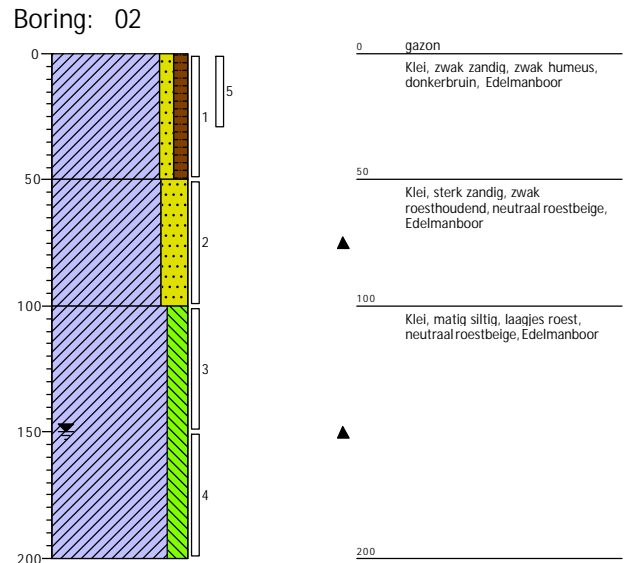 Boring: 02
0
50
100
150
200
1
5
2
3
4
0 gazon
Klei, zwak zandig, zwak humeus,
donkerbruin, Edelmanboor
50
Klei, sterk zandig, zwak
roesthoudend, neutraal roestbeige,
Edelmanboor
100
Klei, matig siltig, laagjes roest,
neutraal roestbeige, Edelmanboor
200